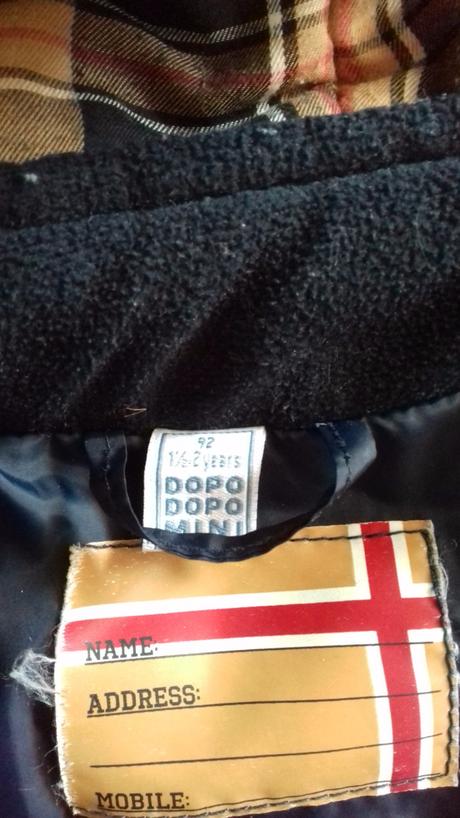 92
1½-2 years
DOPO
DOPO
MINI
NAME:
ADDRESS:
MOBILE: